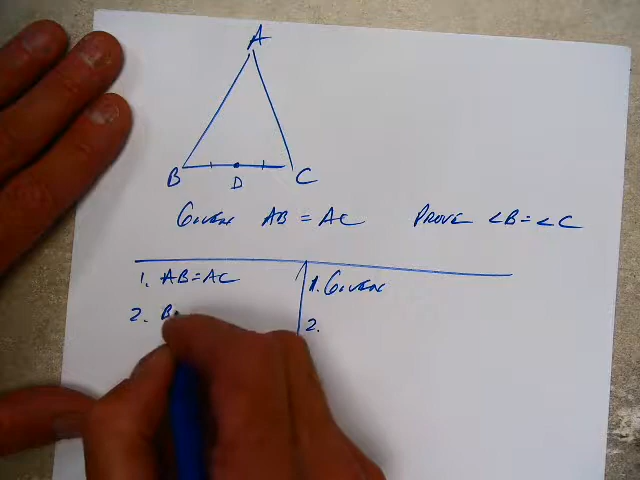 A
B D C
Given AB = AC Prove ∠B = ∠C
1. AB = AC 1. Given
2. B 2.